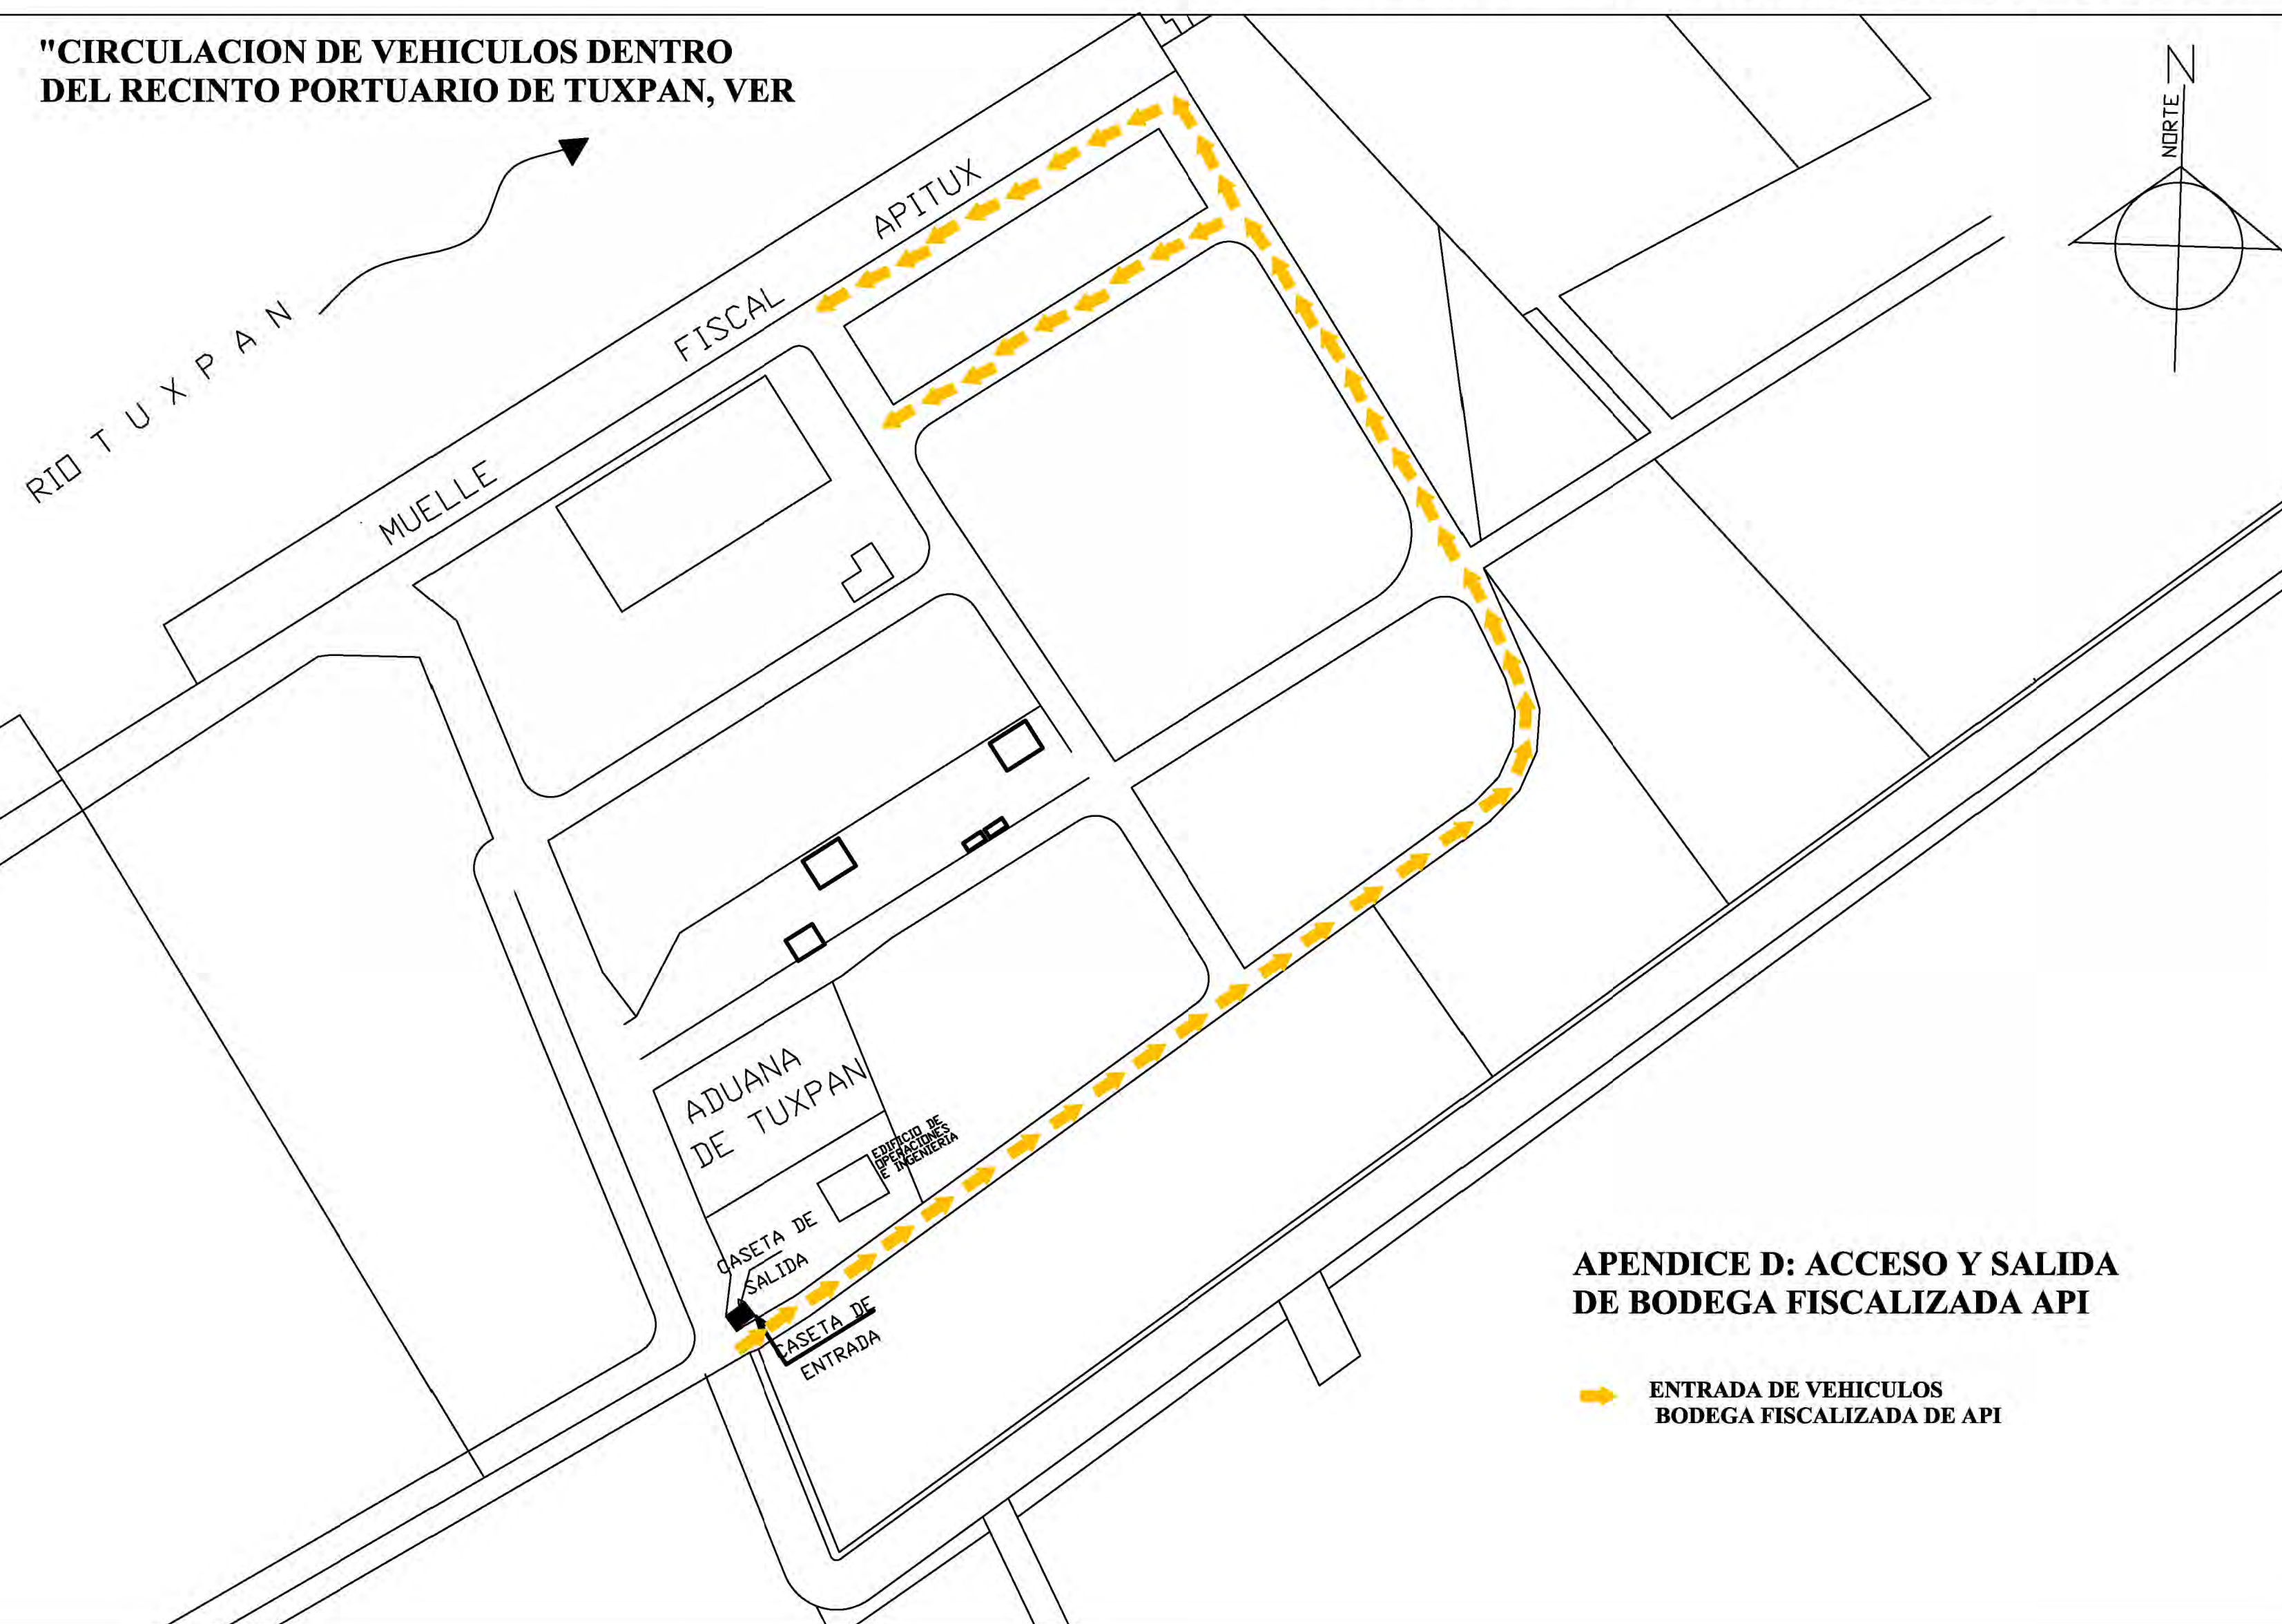 "CIRCULACION DE VEHICULOS DENTRO
DEL RECINTO PORTUARIO DE TUXPAN, VER
N
NORTE
RIO TUXPAN
MUELLE FISCAL APITUX
ADUANA
DE TUXPAN
EDIFICIO DE
OPERACIONES
E INGENIERIA
CASETA DE
SALIDA
CASETA DE
ENTRADA
APENDICE D: ACCESO Y SALIDA
DE BODEGA FISCALIZADA API
ENTRADA DE VEHICULOS
BODEGA FISCALIZADA DE API